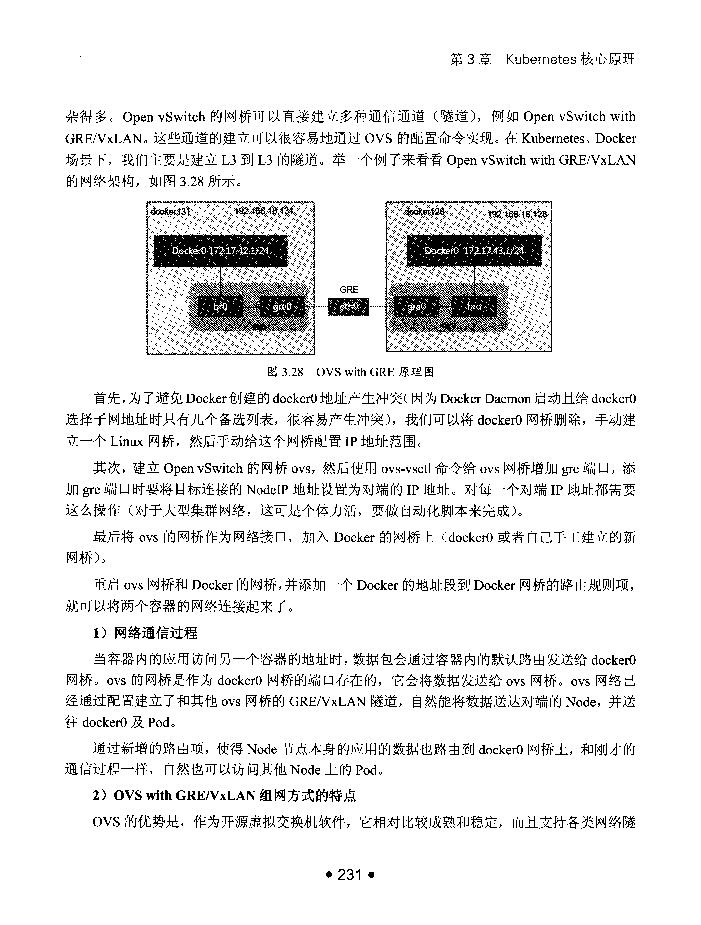 第 3 章 Kubernetes 核心原理
杂得多。Open vSwitch 的网桥可以直接建立多种通信通道（隧道），例如 Open vSwitch with
GRE/VxLAN。这些通道的建立可以很容易地通过 OVS 的配置命令实现。在 Kubernetes、Docker
场景下，我们主要是建立 L3 到 L3 的隧道。举一个例子来看看 Open vSwitch with GRE/VxLAN
的网络架构，如图 3.28 所示。
docker131 192.168.18.131
docker128 192.168.18.128
Docker0 172.17.42.1/24
Docker0 172.17.43.1/24
GRE
br0 gre0 gre0 br0
图 3.28 OVS with GRE 原理图
首先，为了避免 Docker 创建的 docker0 地址产生冲突（因为 Docker Daemon 启动且给 docker0
选择子网地址时只有几个备选列表，很容易产生冲突），我们可以将 docker0 网桥删除，手动建
立一个 Linux 网桥，然后手动给这个网桥配置 IP 地址范围。
其次，建立 Open vSwitch 的网桥 ovs，然后使用 ovs-vsctl 命令给 ovs 网桥增加 gre 端口，添
加 gre 端口时要将目标连接的 NodeIP 地址设置为对端的 IP 地址。对每一个对端 IP 地址都需要
这么操作（对于大型集群网络，这可是个体力活，要做自动化脚本来完成）。
最后将 ovs 的网桥作为网络接口，加入 Docker 的网桥上（docker0 或者自己手工建立的新
网桥）。
重启 ovs 网桥和 Docker 的网桥，并添加一个 Docker 的地址段到 Docker 网桥的路由规则项，
就可以将两个容器的网络连接起来了。
1）网络通信过程
当容器内的应用访问另一个容器的地址时，数据包会通过容器内的默认路由发送给 docker0
网桥。ovs 的网桥是作为 docker0 网桥的端口存在的，它会将数据发送给 ovs 网桥。ovs 网络已
经通过配置建立了和其他 ovs 网桥的 GRE/VxLAN 隧道，自然能将数据送达对端的 Node，并送
往 docker0 及 Pod。
通过新增的路由项，使得 Node 节点本身的应用的数据也路由到 docker0 网桥上，和刚才的
通信过程一样，自然也可以访问其他 Node 上的 Pod。
2）OVS with GRE/VxLAN 组网方式的特点
OVS 的优势是，作为开源虚拟交换机软件，它相对比较成熟和稳定，而且支持各类网络隧
• 231 •